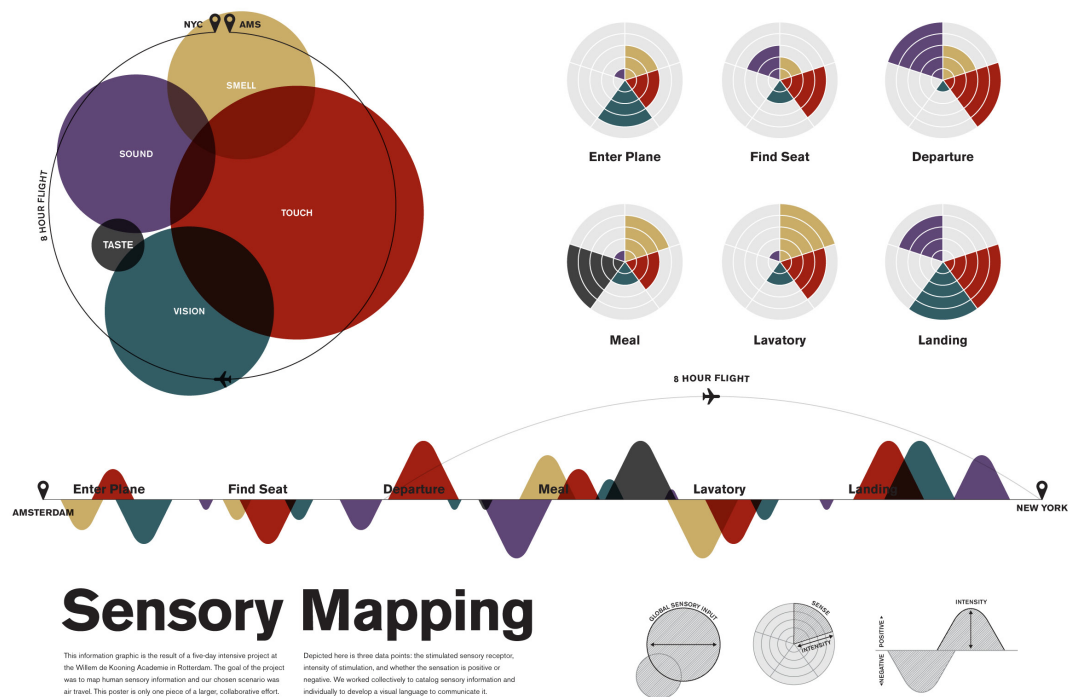 NYC
AMS
SMELL
SOUND
TOUCH
8 HOUR FLIGHT
TASTE
VISION
Enter Plane
Find Seat
Departure
Meal
Lavatory
Landing
8 HOUR FLIGHT
Enter Plane
Find Seat
Departure
Meal
Lavatory
Landing
AMSTERDAM
NEW YORK
Sensory Mapping
This information graphic is the result of a five-day intensive project at
the Willem de Kooning Academie in Rotterdam. The goal of the project
was to map human sensory information and our chosen scenario was
air travel. This poster is only one piece of a larger, collaborative effort.
Depicted here is three data points: the stimulated sensory receptor,
intensity of stimulation, and whether the sensation is positive or
negative. We worked collectively to catalog sensory information and
individually to develop a visual language to communicate it.
GLOBAL SENSORY INPUT
SENSE
INTENSITY
INTENSITY
NEGATIVE
POSITIVE +